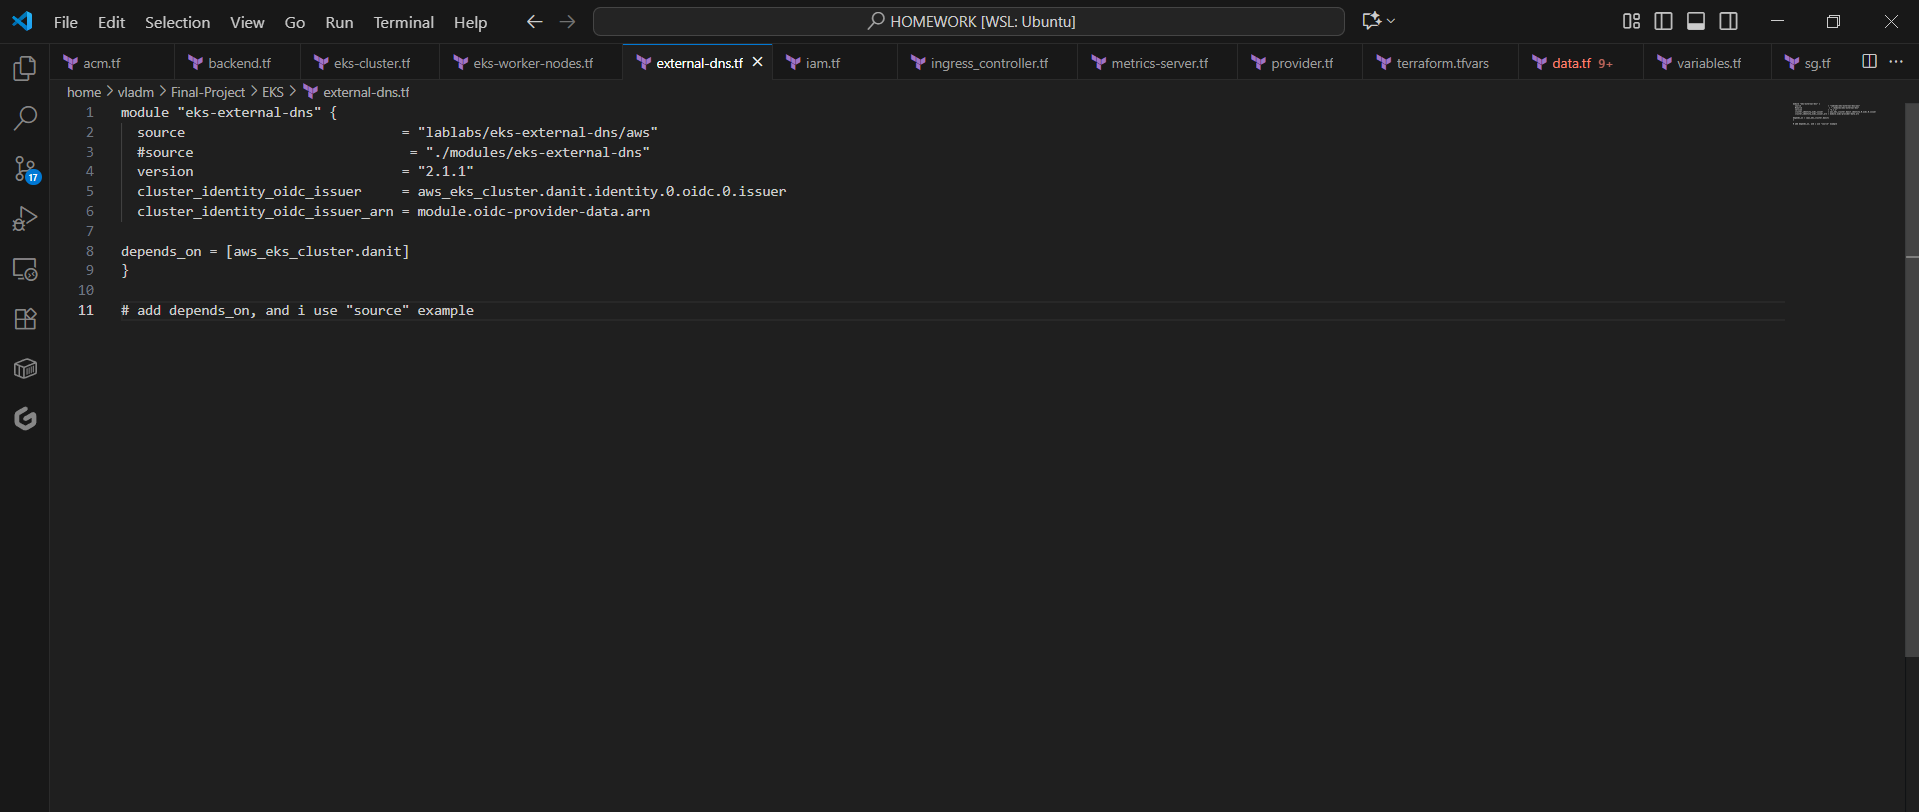 File Edit Selection View Go Run Terminal Help HOMEWORK [WSL: Ubuntu]
acm.tf backend.tf eks-cluster.tf eks-worker-nodes.tf external-dns.tf iam.tf ingress_controller.tf metrics-server.tf provider.tf terraform.tfvars data.tf 9+ variables.tf sg.tf
home > vladm > Final-Project > EKS > external-dns.tf
1 module "eks-external-dns" {
2   source                           = "lablabs/eks-external-dns/aws"
3   #source                           = "./modules/eks-external-dns"
4   version                          = "2.1.1"
5   cluster_identity_oidc_issuer     = aws_eks_cluster.danit.identity.0.oidc.0.issuer
6   cluster_identity_oidc_issuer_arn = module.oidc-provider-data.arn
7
8 depends_on = [aws_eks_cluster.danit]
9 }
10
11 # add depends_on, and i use "source" example
17